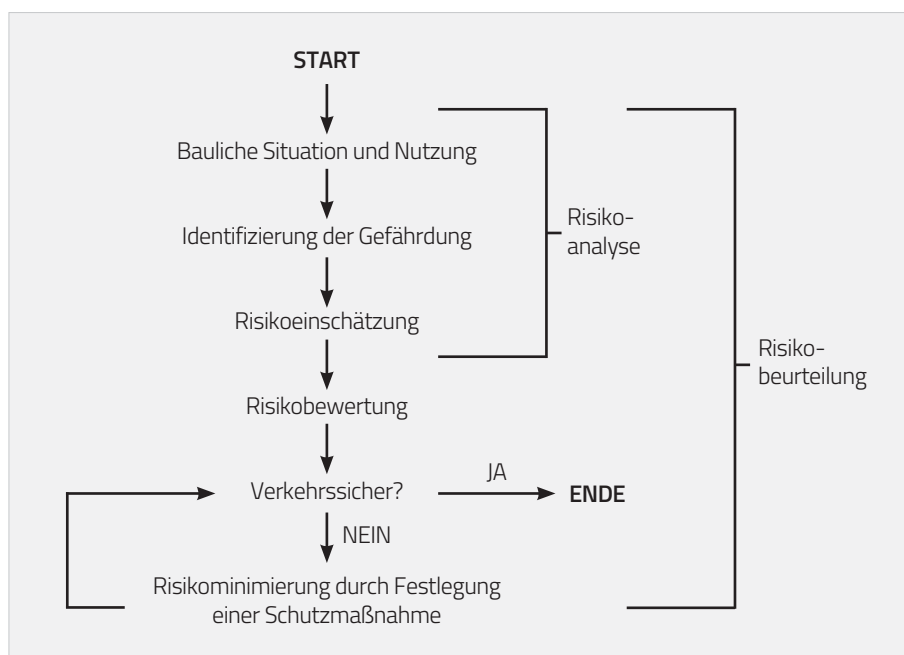 START
Bauliche Situation und Nutzung
Identifizierung der Gefährdung
Risiko-
analyse
Risikoeinschätzung
Risiko-
beurteilung
Risikobewertung
Verkehrssicher?
JA
ENDE
NEIN
Risikominimierung durch Festlegung
einer Schutzmaßnahme